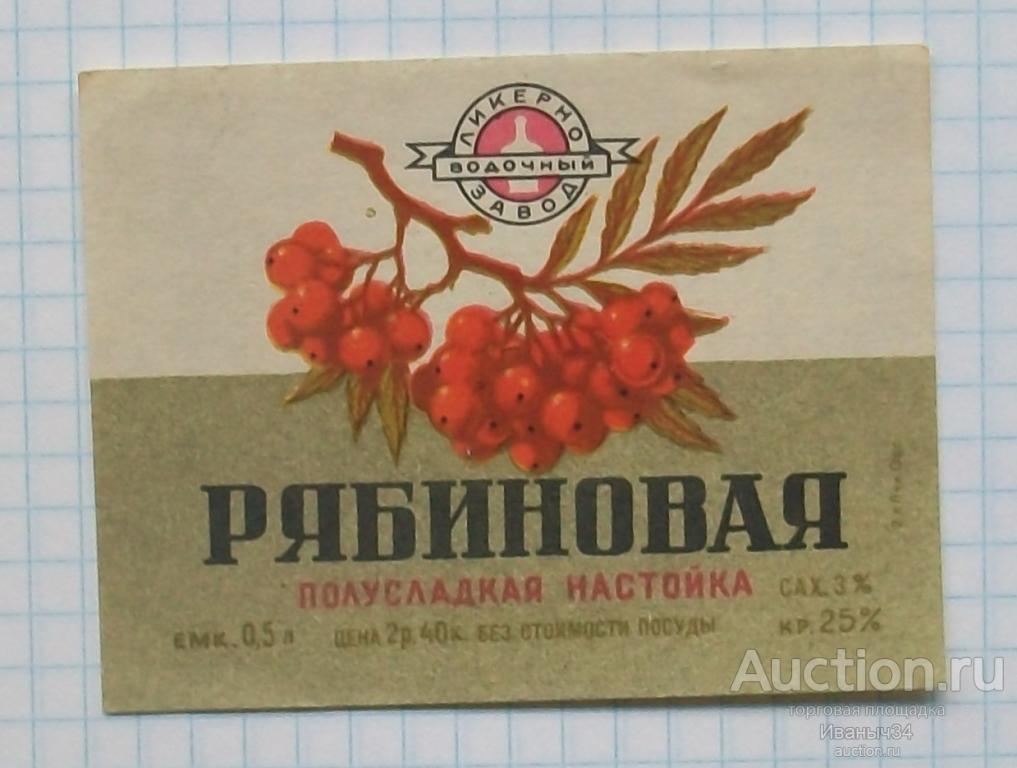 ЛИКЕРНО
ВОДОЧНЫЙ
ЗАВОД
РЯБИНОВАЯ
ПОЛУСЛАДКАЯ НАСТОЙКА
САХ. 3%
ЕМК. 0,5 л ЦЕНА 2р. 40к. БЕЗ СТОИМОСТИ ПОСУДЫ
КР. 25%
Auction.ru
торговая площадка
Иваныч34
auction.ru